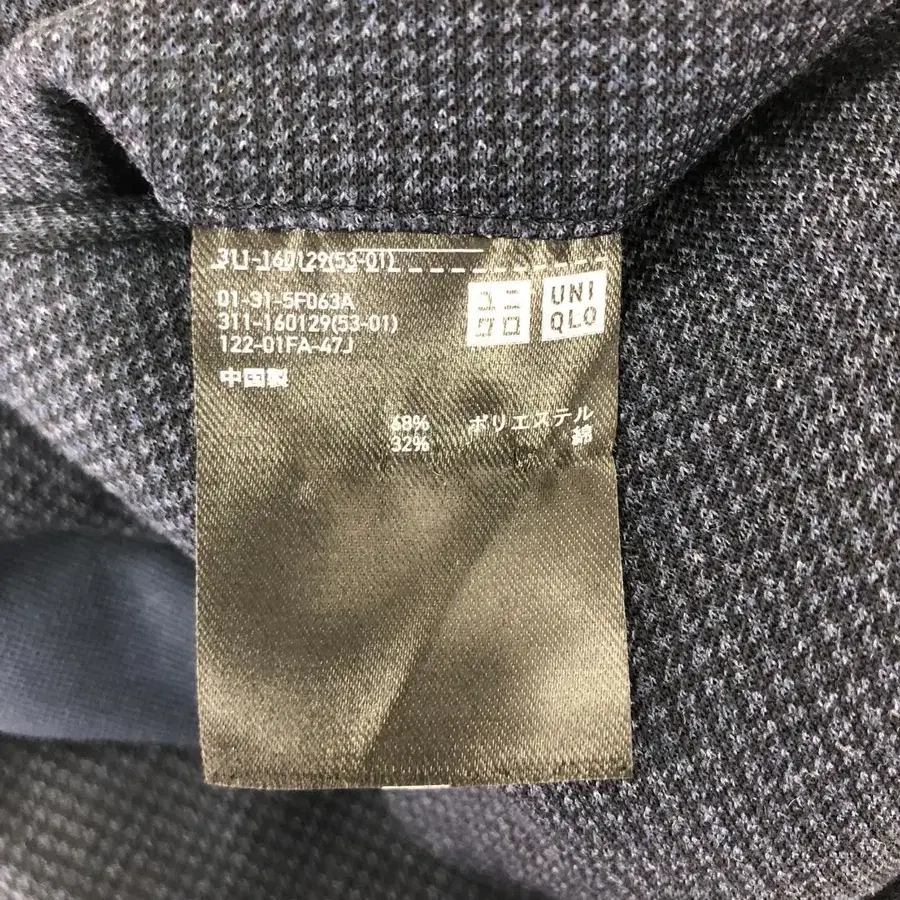 311-160129(53-01)
01-31-5F063A
311-160129(53-01)
122-01FA-47J
中国製
ユニ
クロ
UNI
QLO
68% ポリエステル
32% 綿